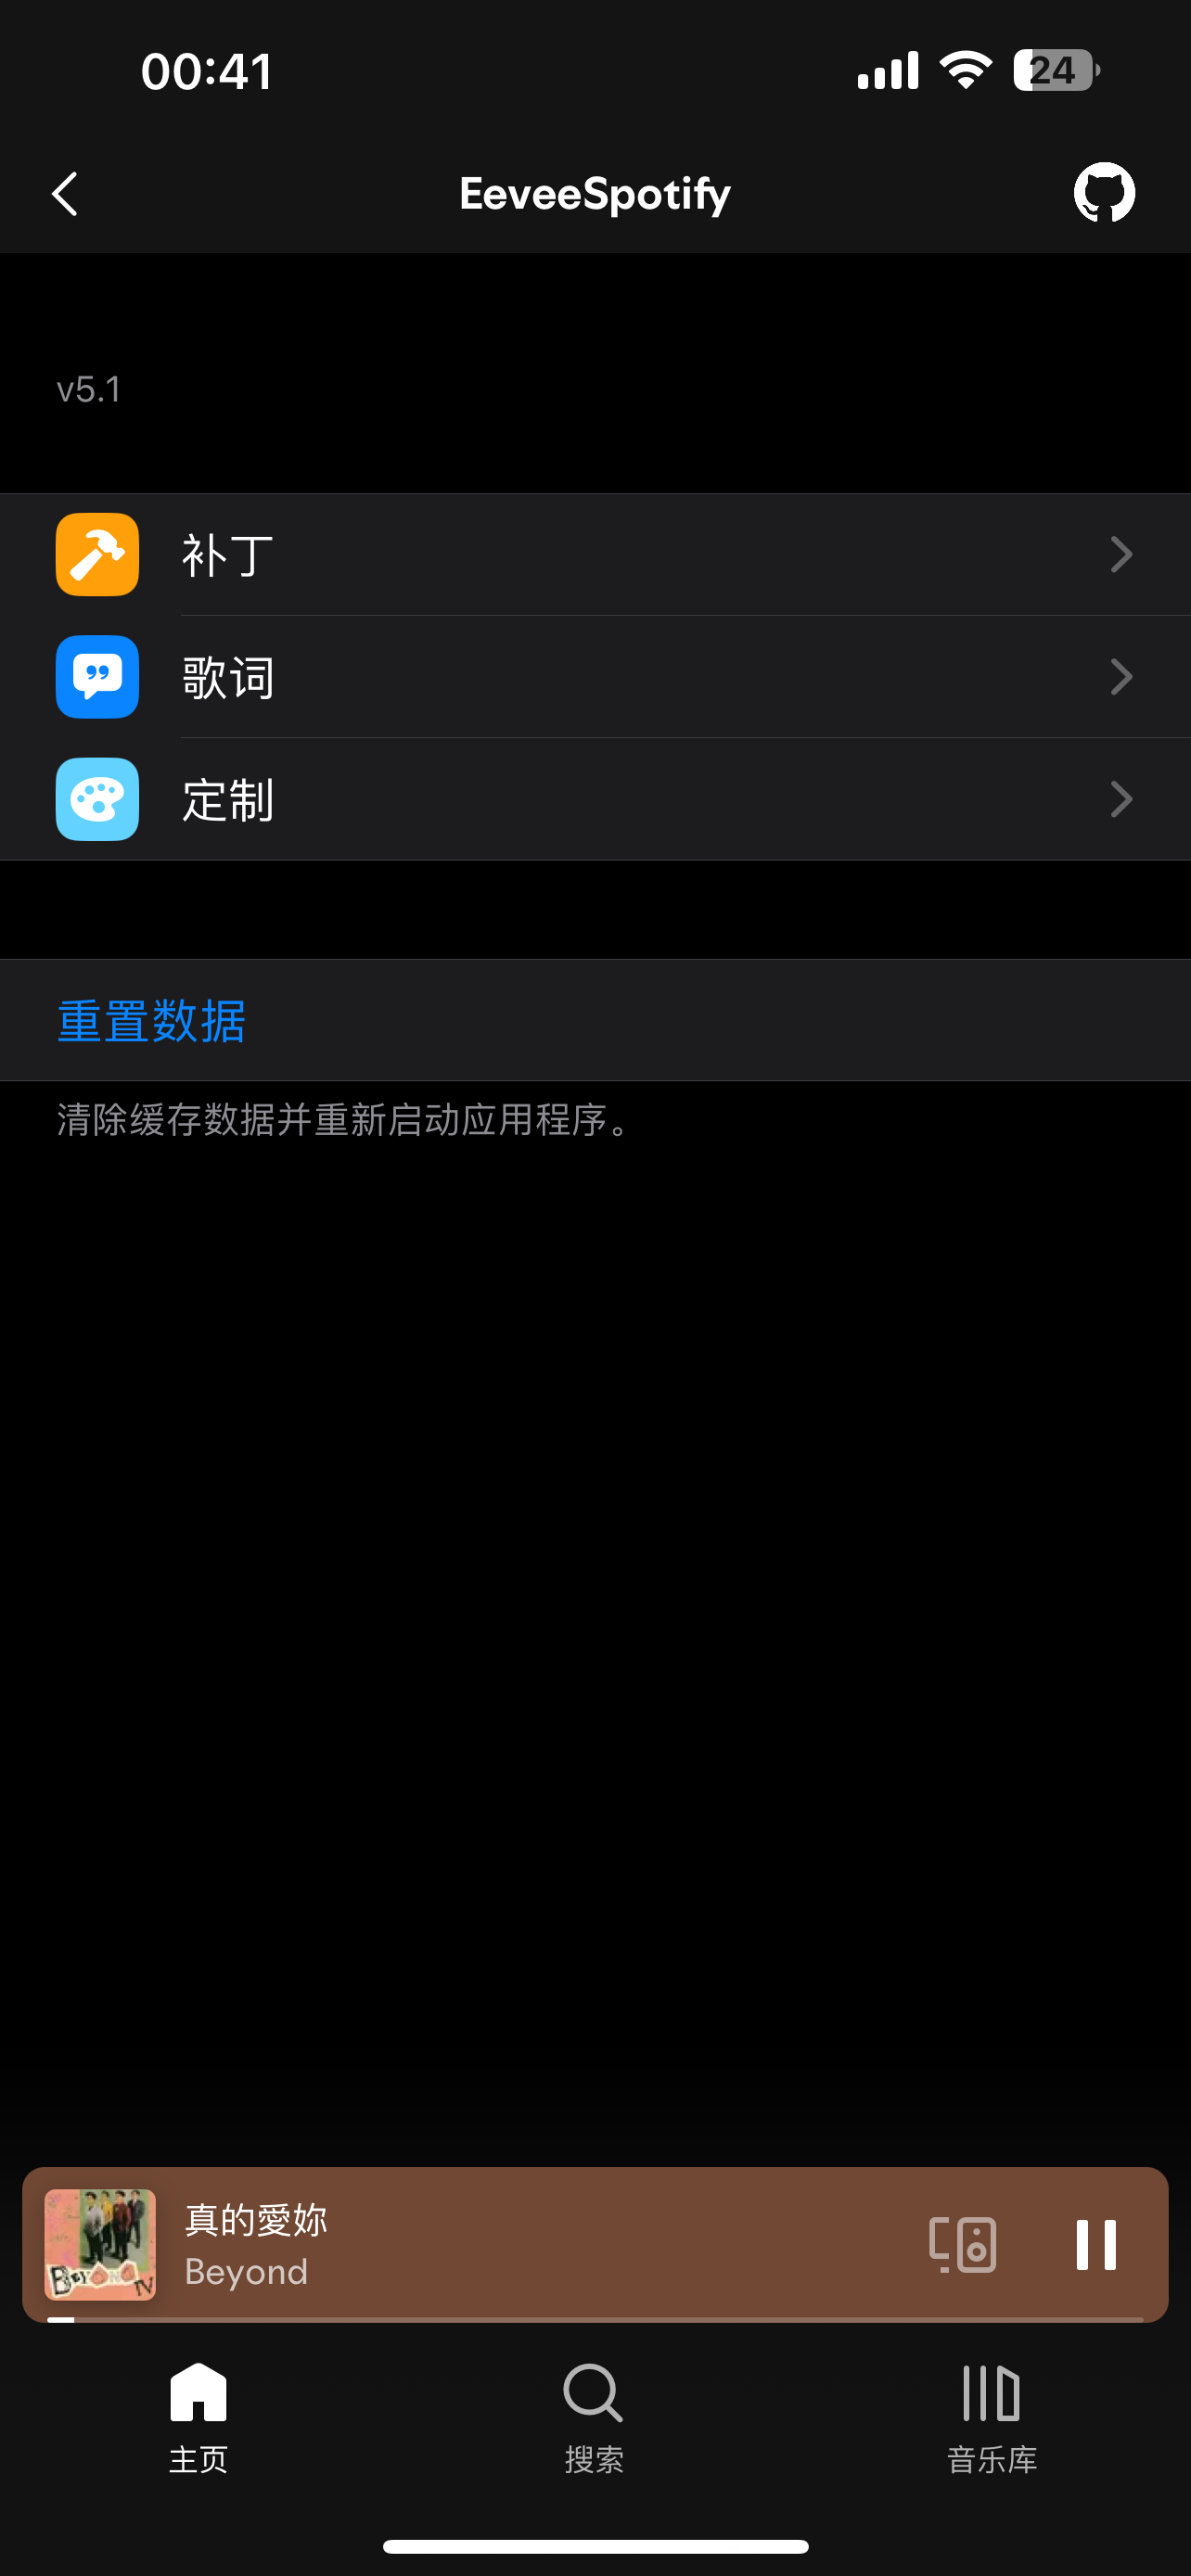 00:41
24
EeveeSpotify
v5.1
补丁
歌词
定制
重置数据
清除缓存数据并重新启动应用程序。
真的愛妳
Beyond
BEYOND IV
主页
搜索
音乐库